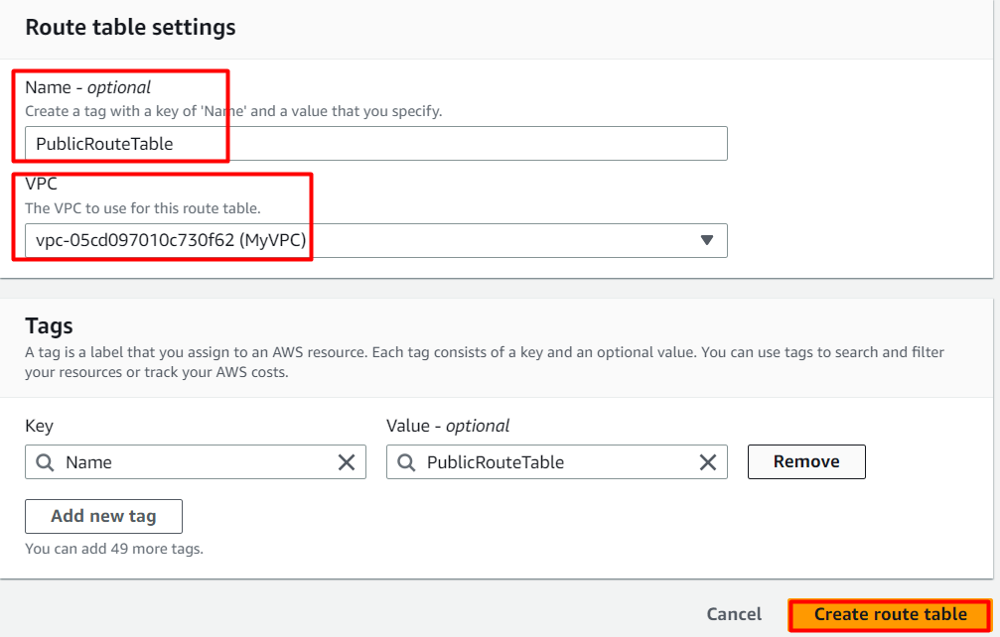 Route table settings
Name - optional
Create a tag with a key of 'Name' and a value that you specify.
PublicRouteTable
VPC
The VPC to use for this route table.
vpc-05cd097010c730f62 (MyVPC)
Tags
A tag is a label that you assign to an AWS resource. Each tag consists of a key and an optional value. You can use tags to search and filter
your resources or track your AWS costs.
Key
Value - optional
Name
PublicRouteTable
Remove
Add new tag
You can add 49 more tags.
Cancel
Create route table